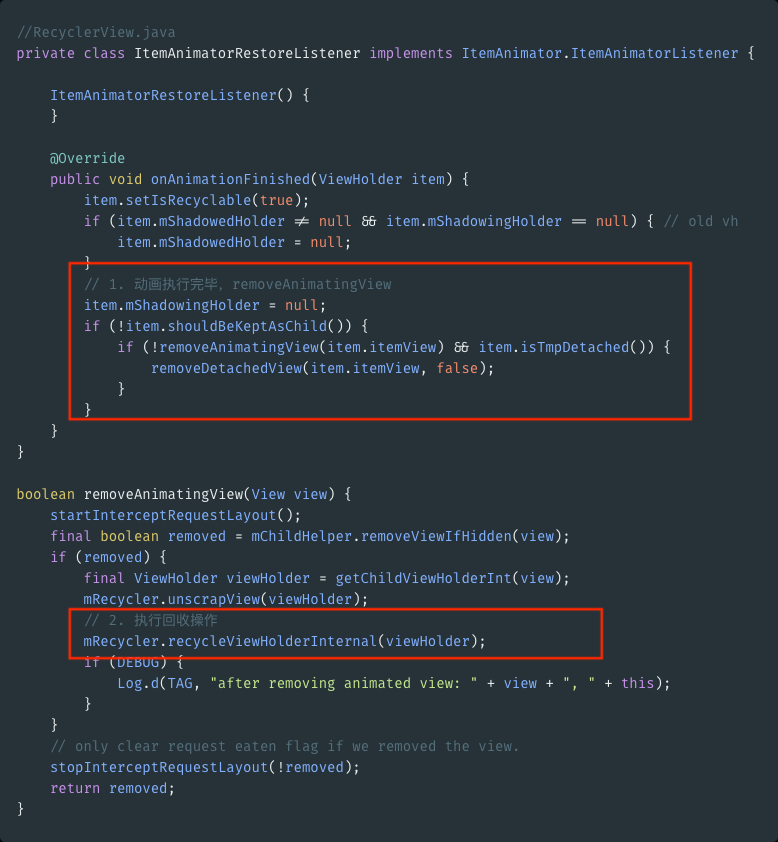 //RecyclerView.java
private class ItemAnimatorRestoreListener implements ItemAnimator.ItemAnimatorListener {
ItemAnimatorRestoreListener() {
}
@Override
public void onAnimationFinished(ViewHolder item) {
item.setIsRecyclable(true);
if (item.mShadowedHolder != null && item.mShadowingHolder == null) { // old vh
item.mShadowedHolder = null;
}
// 1. 动画执行完毕，removeAnimatingView
item.mShadowingHolder = null;
if (!item.shouldBeKeptAsChild()) {
if (!removeAnimatingView(item.itemView) && item.isTmpDetached()) {
removeDetachedView(item.itemView, false);
}
}
}
}
boolean removeAnimatingView(View view) {
startInterceptRequestLayout();
final boolean removed = mChildHelper.removeViewIfHidden(view);
if (removed) {
final ViewHolder viewHolder = getChildViewHolderInt(view);
mRecycler.unscrapView(viewHolder);
// 2. 执行回收操作
mRecycler.recycleViewHolderInternal(viewHolder);
if (DEBUG) {
Log.d(TAG, "after removing animated view: " + view + ", " + this);
}
}
// only clear request eaten flag if we removed the view.
stopInterceptRequestLayout(!removed);
return removed;
}